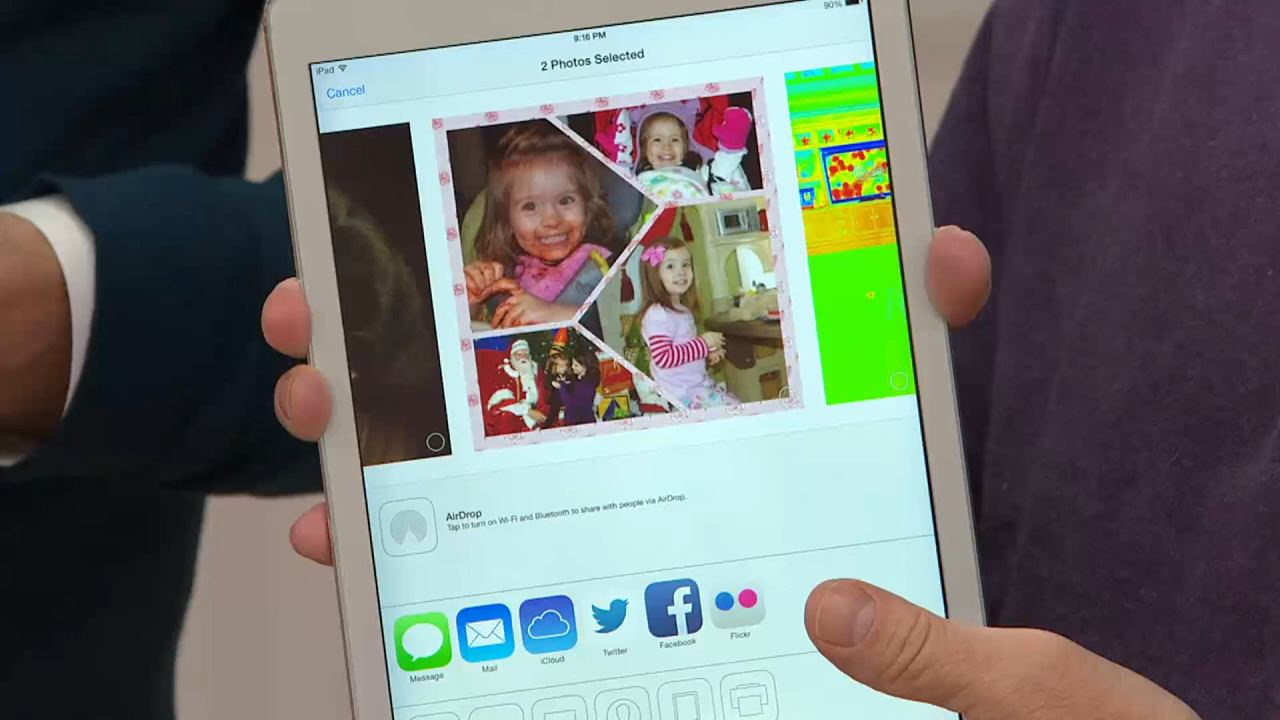 90%
iPad
9:16 PM
2 Photos Selected
Cancel
AirDrop
Tap to turn on Wi-Fi and Bluetooth to share with people via AirDrop.
Message
Mail
iCloud
Twitter
Facebook
Flickr